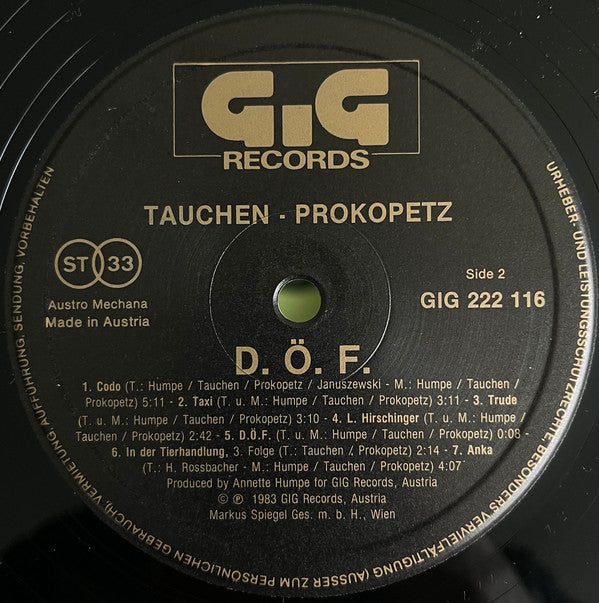 GiG
RECORDS
TAUCHEN - PROKOPETZ
ST 33
Austro Mechana
Made in Austria
Side 2
GIG 222 116
D. Ö. F.
1. Codo (T.: Humpe / Tauchen / Prokopetz / Januszewski - M.: Humpe / Tauchen /
Prokopetz) 5:11 - 2. Taxi (T. u. M.: Humpe / Tauchen / Prokopetz) 3:11 - 3. Trude
(T. u. M.: Humpe / Tauchen / Prokopetz) 3:10 - 4. L. Hirschinger (T. u. M.: Humpe
/ Tauchen / Prokopetz) 2:42 - 5. D.Ö.F. (T. u. M.: Tauchen / Prokopetz) 0:08 -
6. in der Tierhandlung, 3. Folge (T.: Tauchen / Prokopetz) 2:14 - 7. Anka
(T.: H. Rossbacher - M.: Humpe / Tauchen / Prokopetz) 4:07
Produced by Annette Humpe for GIG Records, Austria
© ℗ 1983 GIG Records, Austria
Markus Spiegel Ges. m. b. H., Wien
URHEBER- UND LEISTUNGSSCHUTZRECHTE, BESONDERS VERVIELFÄLTIGUNG (AUSSER ZUM PERSÖNLICHEN GEBRAUCH), VERMIETUNG, AUFFÜHRUNG, SENDUNG, VORBEHALTEN